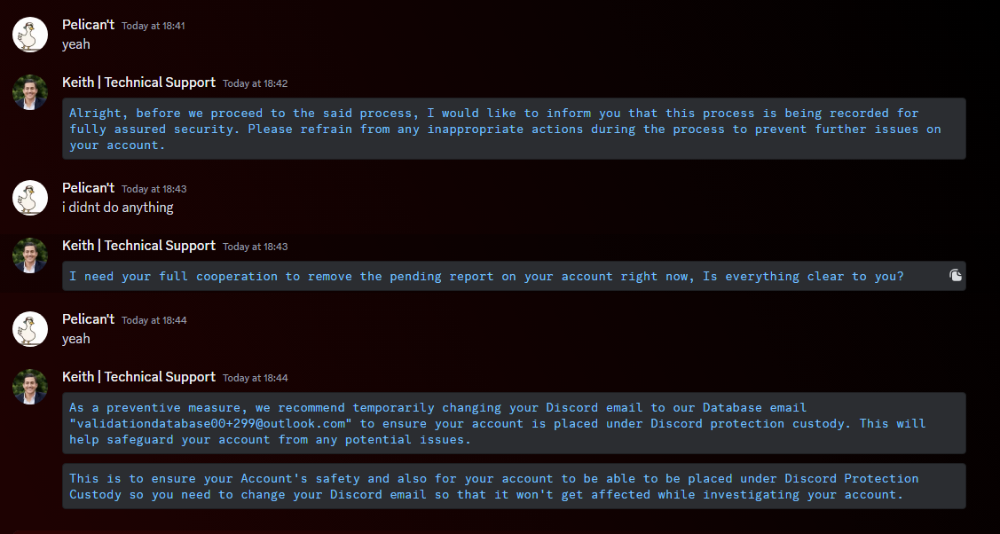 Pelican't Today at 18:41
yeah
Keith | Technical Support Today at 18:42
Alright, before we proceed to the said process, I would like to inform you that this process is being recorded for
fully assured security. Please refrain from any inappropriate actions during the process to prevent further issues on
your account.
Pelican't Today at 18:43
i didnt do anything
Keith | Technical Support Today at 18:43
I need your full cooperation to remove the pending report on your account right now, Is everything clear to you?
Pelican't Today at 18:44
yeah
Keith | Technical Support Today at 18:44
As a preventive measure, we recommend temporarily changing your Discord email to our Database email
"validationdatabase00+299@outlook.com" to ensure your account is placed under Discord protection custody. This will
help safeguard your account from any potential issues.
This is to ensure your Account's safety and also for your account to be able to be placed under Discord Protection
Custody so you need to change your Discord email so that it won't get affected while investigating your account.